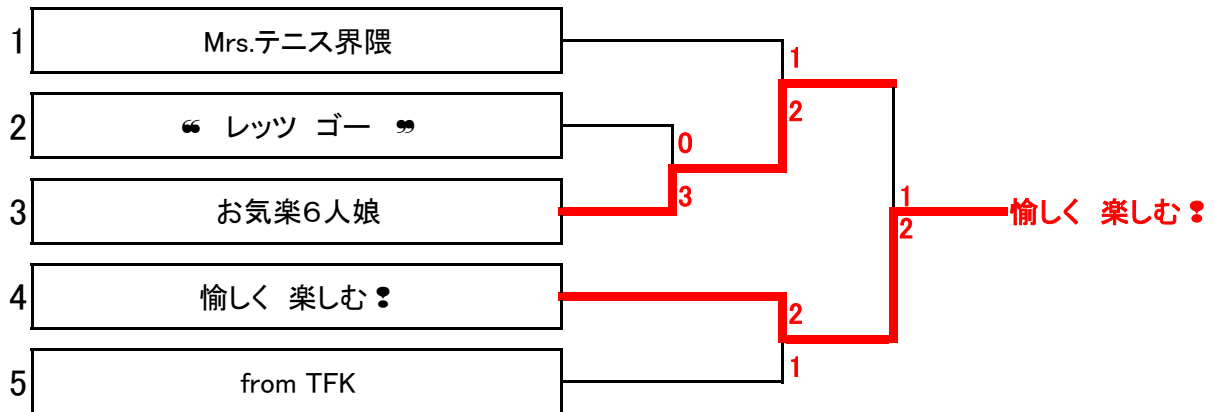 1 Mrs.テニス界隈
1
2 ❝ レッツ ゴー ❞
2
0
3 お気楽6人娘
3
1
愉しく 楽しむ❢
2
4 愉しく 楽しむ❢
2
5 from TFK
1